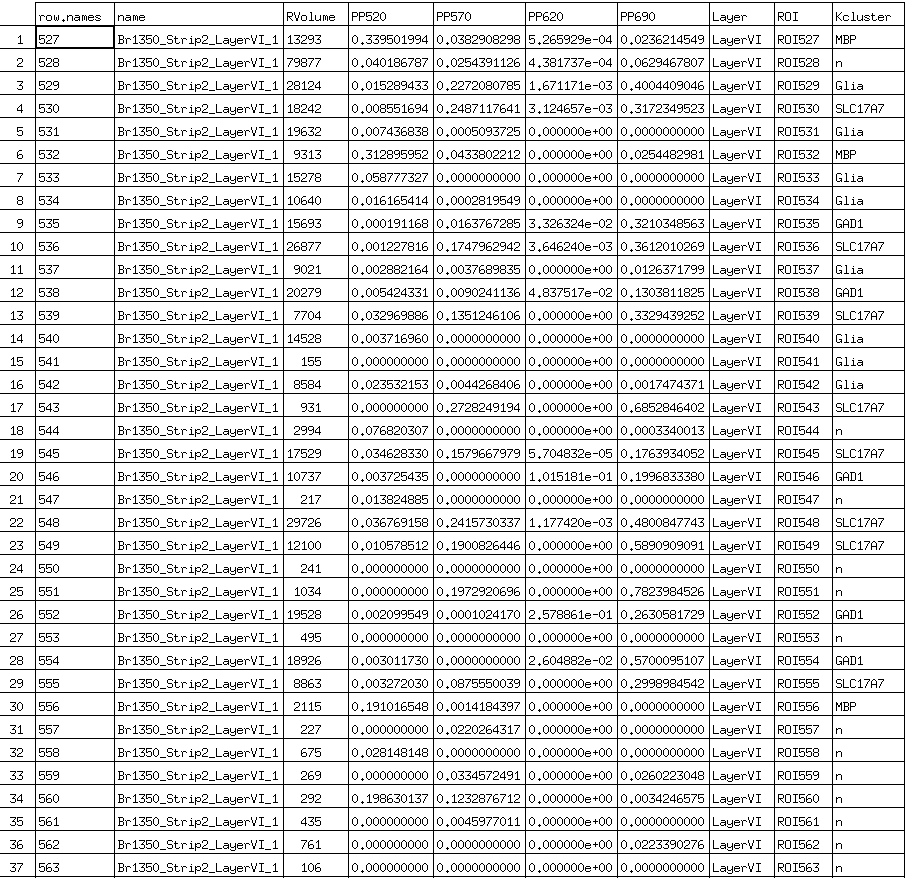 row.names name RVolume PP520 PP570 PP620 PP690 Layer ROI Kcluster
1 527 Br1350_Strip2_LayerVI_1 13293 0.339501994 0.0382908298 5.265929e-04 0.0236214549 LayerVI ROI527 MBP
2 528 Br1350_Strip2_LayerVI_1 79877 0.040186787 0.0254391126 4.381737e-04 0.0629467807 LayerVI ROI528 n
3 529 Br1350_Strip2_LayerVI_1 28124 0.015289433 0.2272080785 1.671171e-03 0.4004409046 LayerVI ROI529 Glia
4 530 Br1350_Strip2_LayerVI_1 18242 0.008551694 0.2487117641 3.124657e-03 0.3172349523 LayerVI ROI530 SLC17A7
5 531 Br1350_Strip2_LayerVI_1 19632 0.007436838 0.0005093725 0.000000e+00 0.0000000000 LayerVI ROI531 Glia
6 532 Br1350_Strip2_LayerVI_1 9313 0.312895952 0.0433802212 0.000000e+00 0.0254482981 LayerVI ROI532 MBP
7 533 Br1350_Strip2_LayerVI_1 15278 0.058777327 0.0000000000 0.000000e+00 0.0000000000 LayerVI ROI533 Glia
8 534 Br1350_Strip2_LayerVI_1 10640 0.016165414 0.0002819549 0.000000e+00 0.0000000000 LayerVI ROI534 Glia
9 535 Br1350_Strip2_LayerVI_1 15693 0.000191168 0.0163767285 3.326324e-02 0.3210348563 LayerVI ROI535 GAD1
10 536 Br1350_Strip2_LayerVI_1 26877 0.001227816 0.1747962942 3.646240e-03 0.3612010269 LayerVI ROI536 SLC17A7
11 537 Br1350_Strip2_LayerVI_1 9021 0.002882164 0.0037689835 0.000000e+00 0.0126371799 LayerVI ROI537 Glia
12 538 Br1350_Strip2_LayerVI_1 20279 0.005424331 0.0090241136 4.837517e-02 0.1303811825 LayerVI ROI538 GAD1
13 539 Br1350_Strip2_LayerVI_1 7704 0.032969886 0.1351246106 0.000000e+00 0.3329439252 LayerVI ROI539 SLC17A7
14 540 Br1350_Strip2_LayerVI_1 14528 0.003716960 0.0000000000 0.000000e+00 0.0000000000 LayerVI ROI540 Glia
15 541 Br1350_Strip2_LayerVI_1 155 0.000000000 0.0000000000 0.000000e+00 0.0000000000 LayerVI ROI541 Glia
16 542 Br1350_Strip2_LayerVI_1 8584 0.023532153 0.0044268406 0.000000e+00 0.0017474371 LayerVI ROI542 Glia
17 543 Br1350_Strip2_LayerVI_1 931 0.000000000 0.2728249194 0.000000e+00 0.6852846402 LayerVI ROI543 SLC17A7
18 544 Br1350_Strip2_LayerVI_1 2994 0.076820307 0.0000000000 0.000000e+00 0.0003340013 LayerVI ROI544 n
19 545 Br1350_Strip2_LayerVI_1 17529 0.034628330 0.1579667979 5.704832e-05 0.1763934052 LayerVI ROI545 SLC17A7
20 546 Br1350_Strip2_LayerVI_1 10737 0.003725435 0.0000000000 1.015181e-01 0.1996833380 LayerVI ROI546 GAD1
21 547 Br1350_Strip2_LayerVI_1 217 0.013824885 0.0000000000 0.000000e+00 0.0000000000 LayerVI ROI547 n
22 548 Br1350_Strip2_LayerVI_1 29726 0.036769158 0.2415730337 1.177420e-03 0.4800847743 LayerVI ROI548 SLC17A7
23 549 Br1350_Strip2_LayerVI_1 12100 0.010578512 0.1900826446 0.000000e+00 0.5890909091 LayerVI ROI549 SLC17A7
24 550 Br1350_Strip2_LayerVI_1 241 0.000000000 0.0000000000 0.000000e+00 0.0000000000 LayerVI ROI550 n
25 551 Br1350_Strip2_LayerVI_1 1034 0.000000000 0.1972920696 0.000000e+00 0.7823984526 LayerVI ROI551 n
26 552 Br1350_Strip2_LayerVI_1 19528 0.002099549 0.0001024170 2.578861e-01 0.2630581729 LayerVI ROI552 GAD1
27 553 Br1350_Strip2_LayerVI_1 495 0.000000000 0.0000000000 0.000000e+00 0.0000000000 LayerVI ROI553 n
28 554 Br1350_Strip2_LayerVI_1 18926 0.003011730 0.0000000000 2.604882e-02 0.5700095107 LayerVI ROI554 GAD1
29 555 Br1350_Strip2_LayerVI_1 8863 0.003272030 0.0875550039 0.000000e+00 0.2998984542 LayerVI ROI555 SLC17A7
30 556 Br1350_Strip2_LayerVI_1 2115 0.191016548 0.0014184397 0.000000e+00 0.0000000000 LayerVI ROI556 MBP
31 557 Br1350_Strip2_LayerVI_1 227 0.000000000 0.0220264317 0.000000e+00 0.0000000000 LayerVI ROI557 n
32 558 Br1350_Strip2_LayerVI_1 675 0.028148148 0.0000000000 0.000000e+00 0.0000000000 LayerVI ROI558 n
33 559 Br1350_Strip2_LayerVI_1 269 0.000000000 0.0334572491 0.000000e+00 0.0260223048 LayerVI ROI559 n
34 560 Br1350_Strip2_LayerVI_1 292 0.198630137 0.1232876712 0.000000e+00 0.0034246575 LayerVI ROI560 n
35 561 Br1350_Strip2_LayerVI_1 435 0.000000000 0.0045977011 0.000000e+00 0.0000000000 LayerVI ROI561 n
36 562 Br1350_Strip2_LayerVI_1 761 0.000000000 0.0000000000 0.000000e+00 0.0223390276 LayerVI ROI562 n
37 563 Br1350_Strip2_LayerVI_1 106 0.000000000 0.0000000000 0.000000e+00 0.0000000000 LayerVI ROI563 n